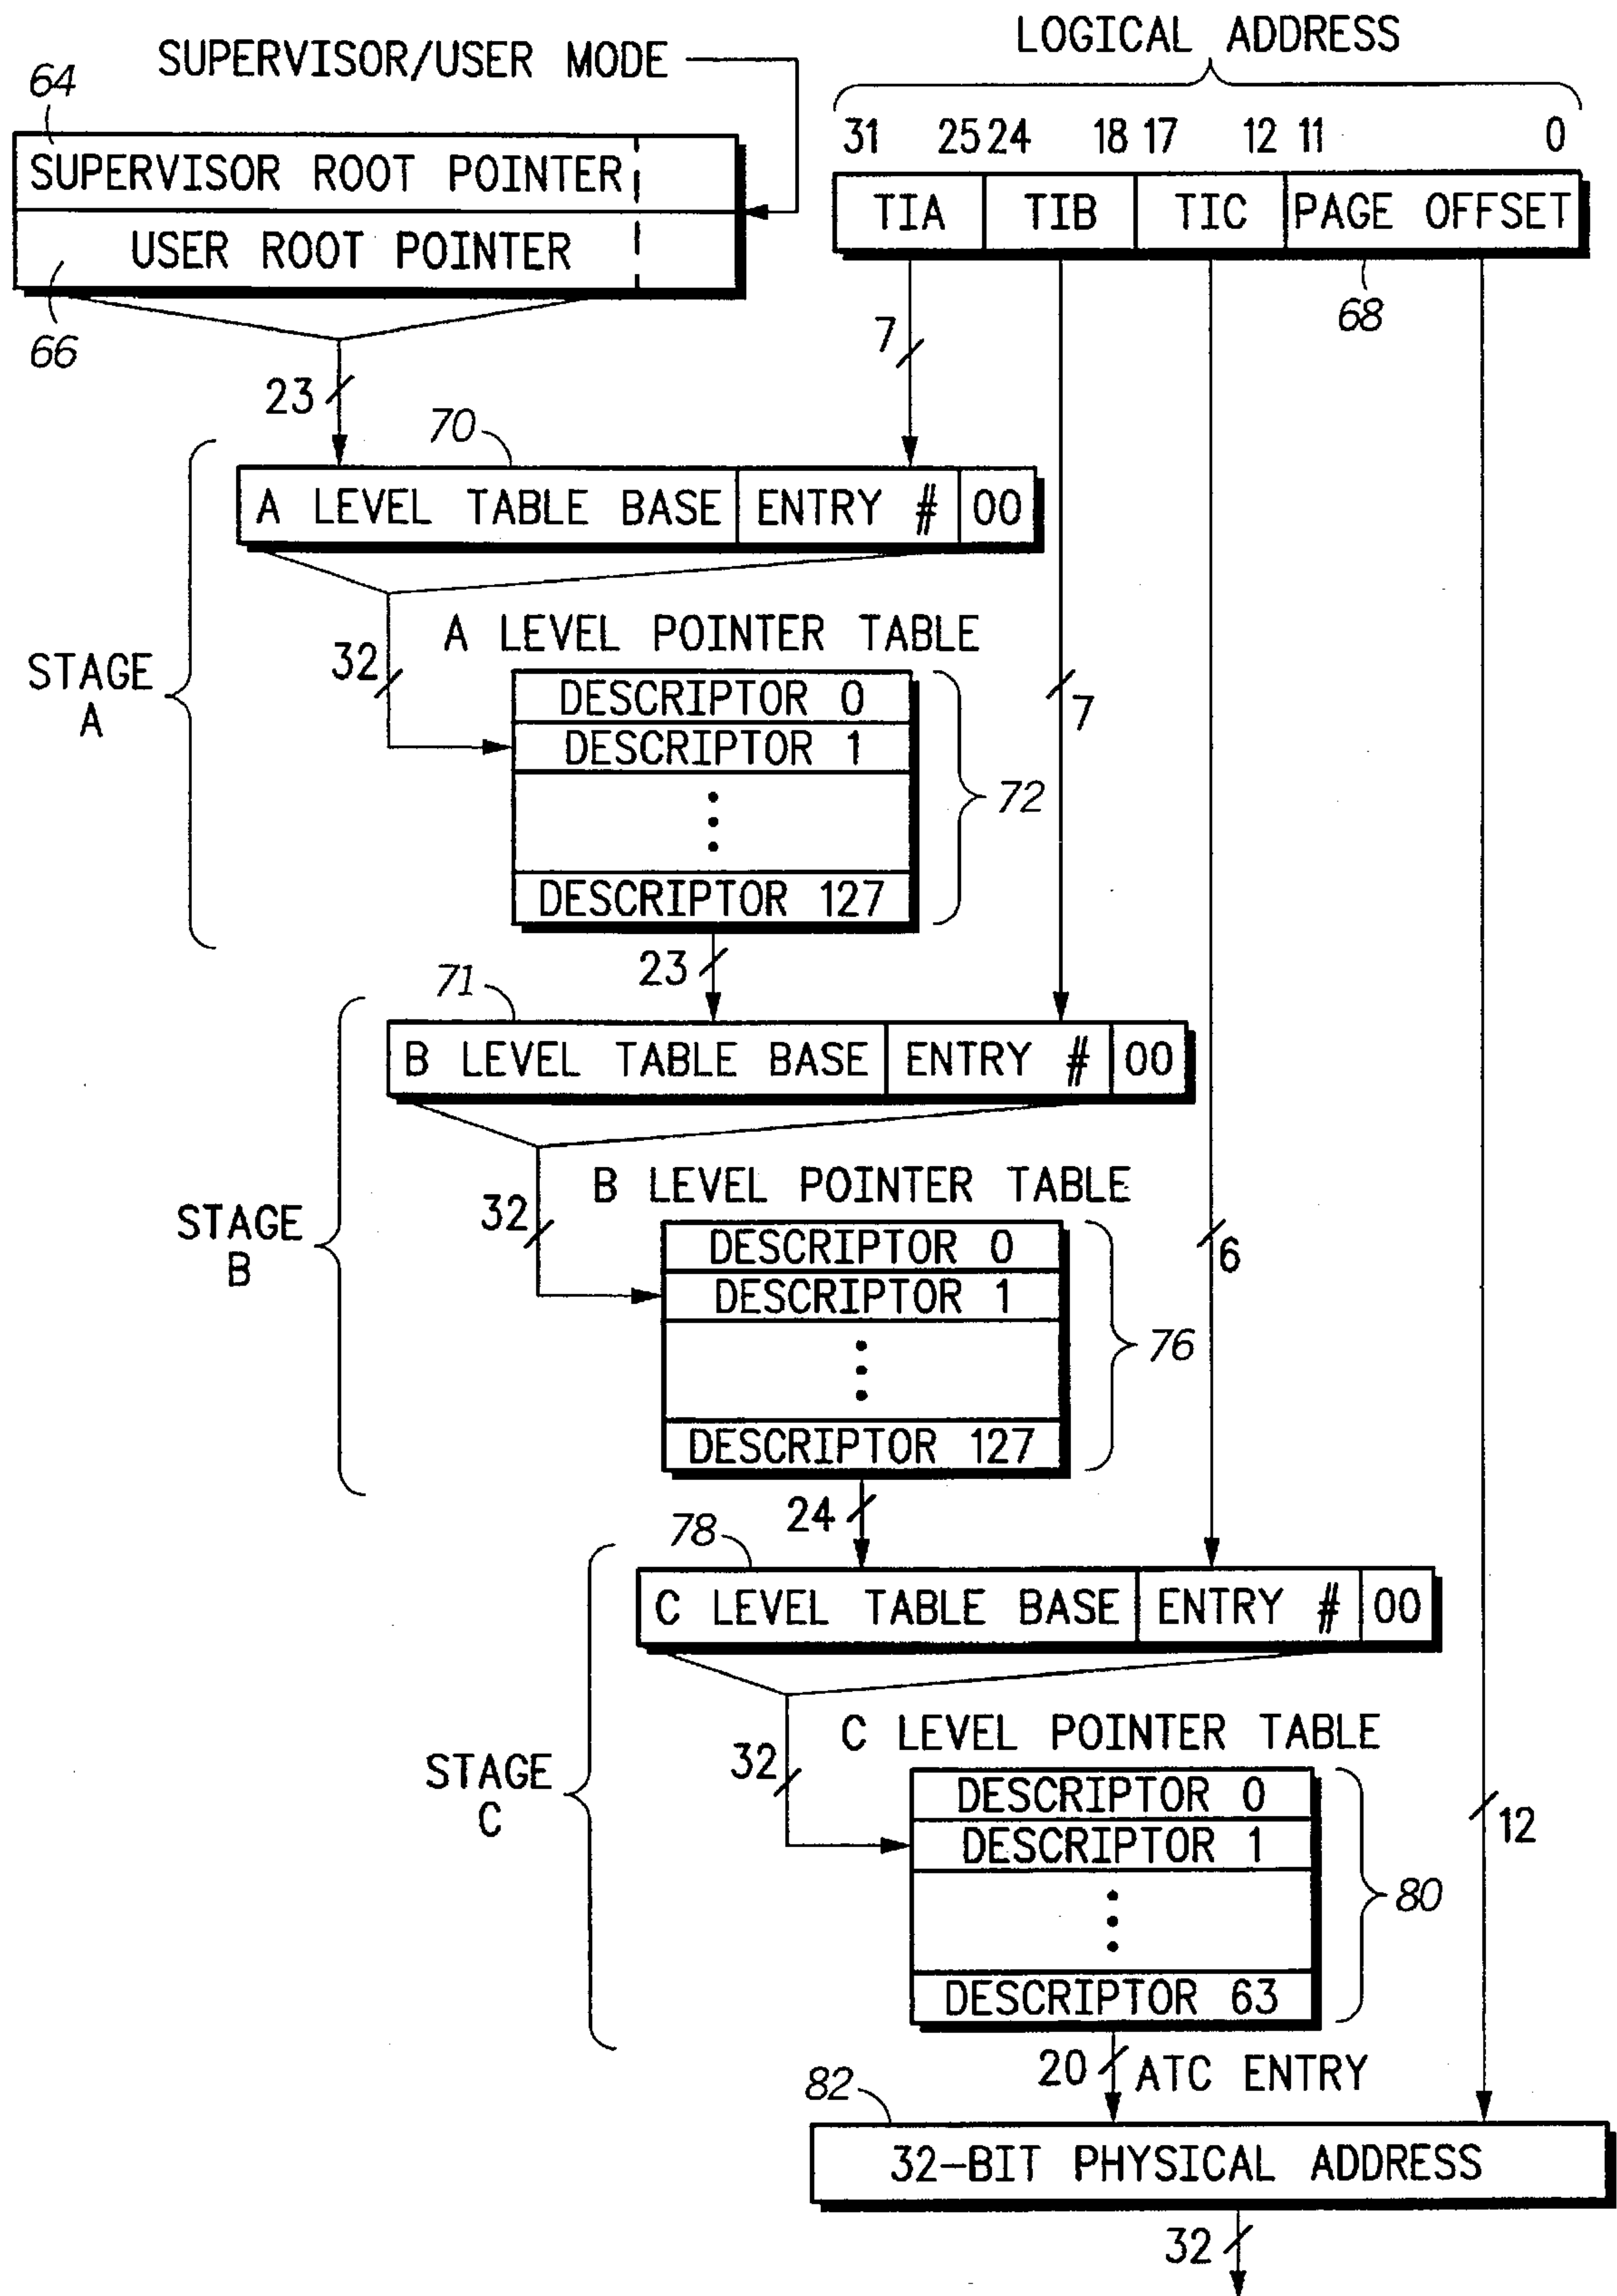 SUPERVISOR/USER MODE
LOGICAL ADDRESS
64
31 25 24 18 17 12 11 0
SUPERVISOR ROOT POINTER
USER ROOT POINTER
TIA TIB TIC PAGE OFFSET
66
68
7
23
70
A LEVEL TABLE BASE ENTRY # 00
STAGE
A
A LEVEL POINTER TABLE
32
DESCRIPTOR 0
DESCRIPTOR 1
7
72
DESCRIPTOR 127
23
71
B LEVEL TABLE BASE ENTRY # 00
STAGE
B
B LEVEL POINTER TABLE
32
DESCRIPTOR 0
DESCRIPTOR 1
6
76
DESCRIPTOR 127
24
78
C LEVEL TABLE BASE ENTRY # 00
STAGE
C
C LEVEL POINTER TABLE
32
DESCRIPTOR 0
DESCRIPTOR 1
12
80
DESCRIPTOR 63
20 ATC ENTRY
82
32-BIT PHYSICAL ADDRESS
32